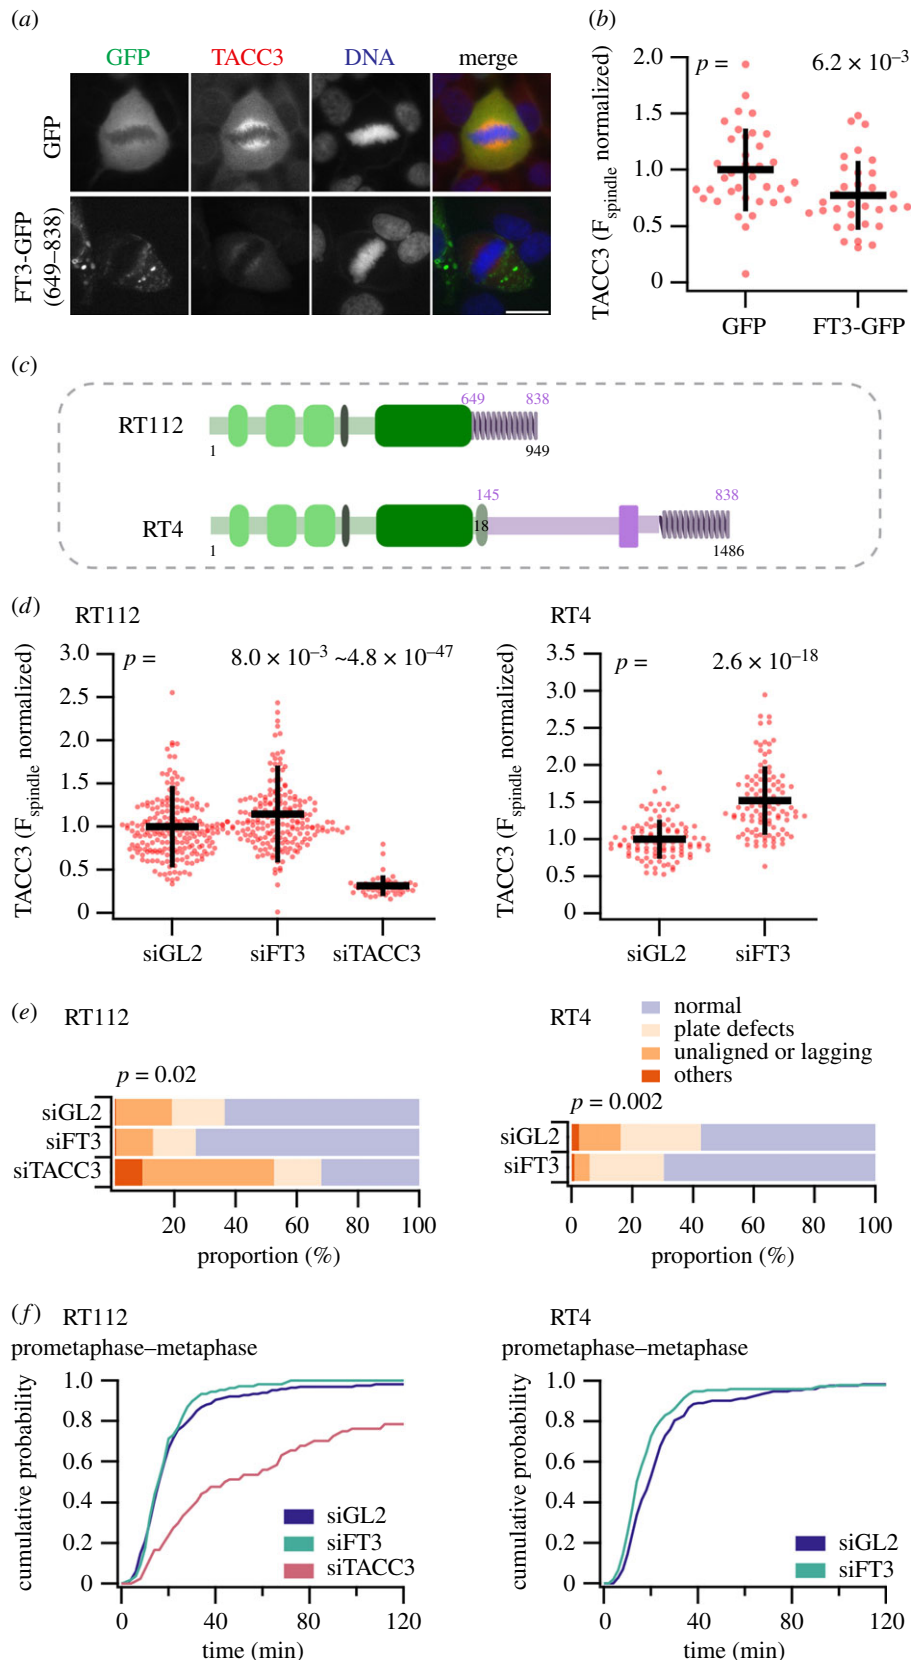 (a)
GFP TACC3 DNA merge
GFP
FT3-GFP
(649–838)
(b)
p = 6.2 × 10–3
TACC3 (Fspindle normalized)
2.0
1.5
1.0
0.5
0
GFP FT3-GFP
(c)
RT112
649 838
1 949
RT4
145 838
18
1 1486
(d)
RT112
p = 8.0 × 10–3 ~4.8 × 10–47
TACC3 (Fspindle normalized)
3.0
2.5
2.0
1.5
1.0
0.5
0
siGL2 siFT3 siTACC3
RT4
p = 2.6 × 10–18
TACC3 (Fspindle normalized)
3.5
3.0
2.5
2.0
1.5
1.0
0.5
0
siGL2 siFT3
(e)
RT112
p = 0.02
siGL2
siFT3
siTACC3
20 40 60 80 100
proportion (%)
RT4
normal
plate defects
unaligned or lagging
others
p = 0.002
siGL2
siFT3
0 20 40 60 80 100
proportion (%)
(f)
RT112
prometaphase–metaphase
cumulative probability
1.0
0.8
0.6
0.4
0.2
0
siGL2
siFT3
siTACC3
0 40 80 120
time (min)
RT4
prometaphase–metaphase
cumulative probability
1.0
0.8
0.6
0.4
0.2
0
siGL2
siFT3
0 40 80 120
time (min)